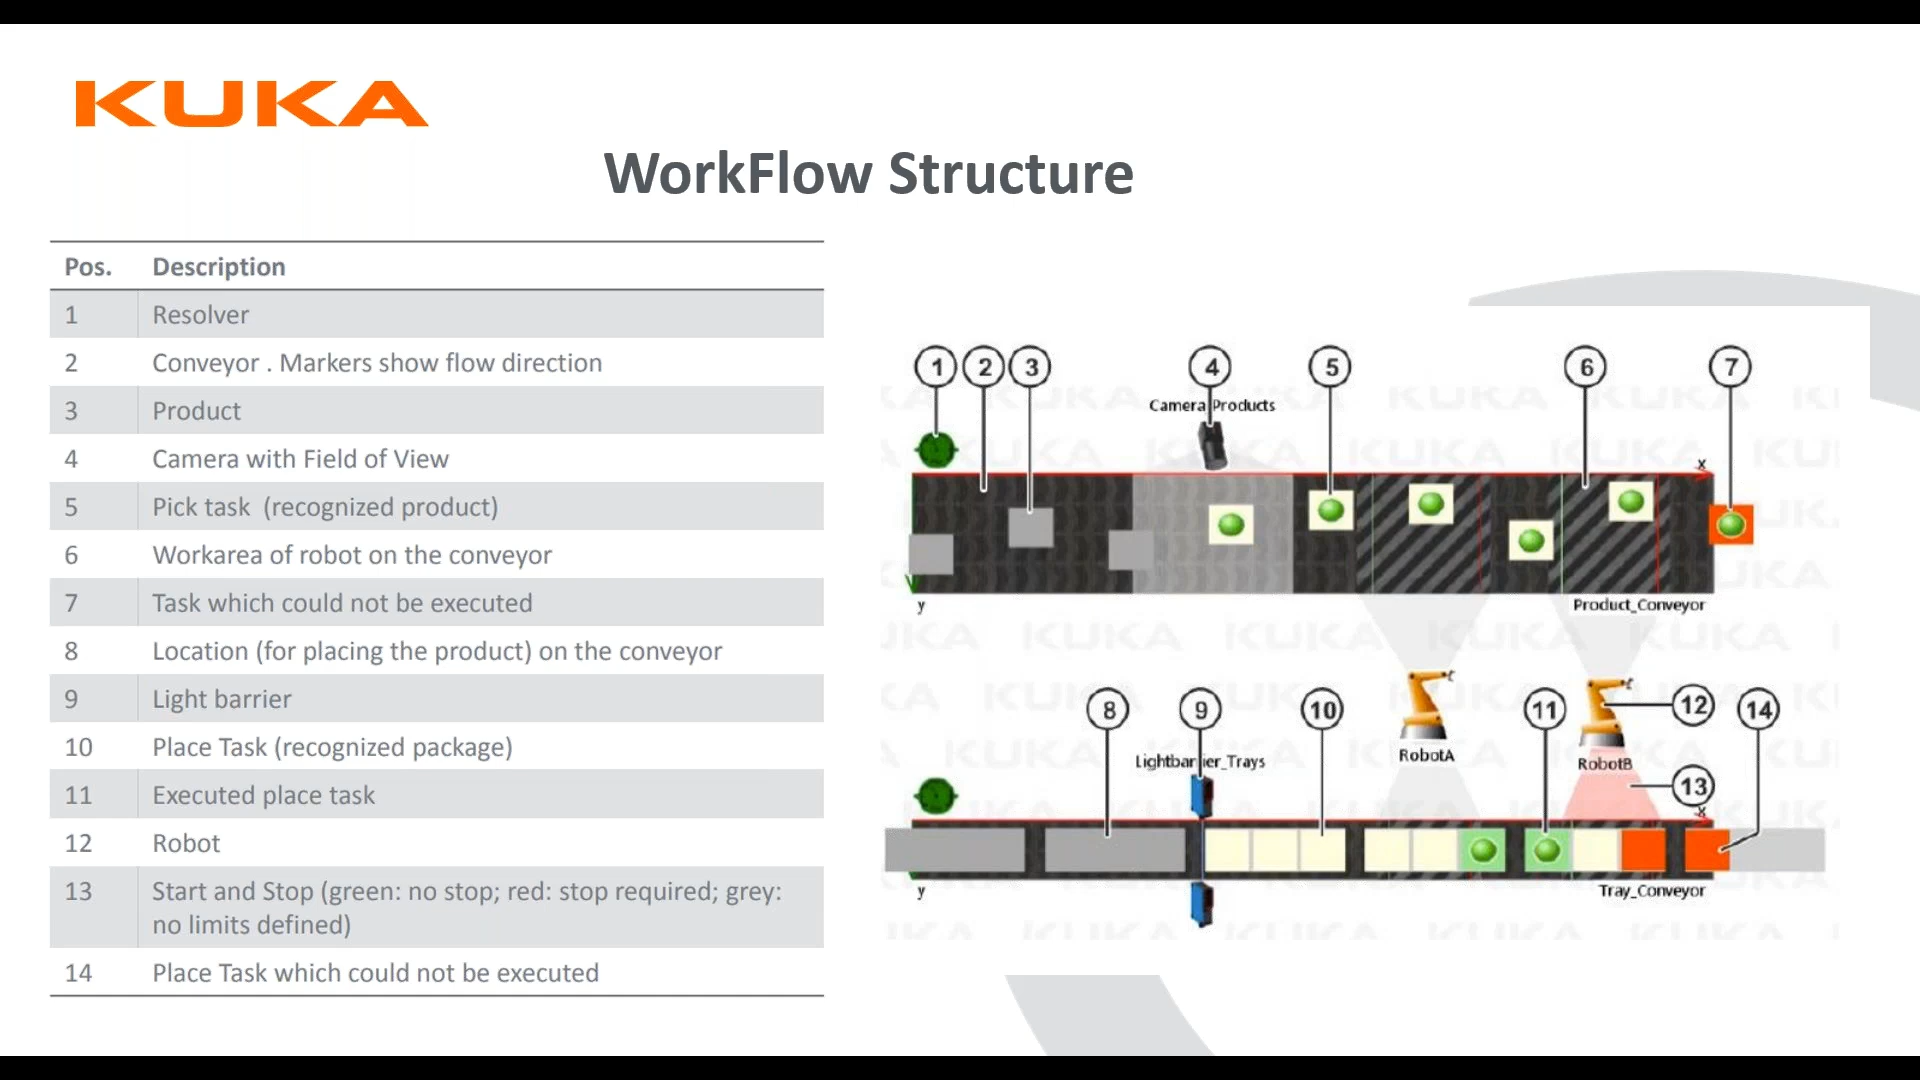 KUKA
WorkFlow Structure
Pos. Description
1 Resolver
2 Conveyor . Markers show flow direction
3 Product
4 Camera with Field of View
5 Pick task (recognized product)
6 Workarea of robot on the conveyor
7 Task which could not be executed
8 Location (for placing the product) on the conveyor
9 Light barrier
10 Place Task (recognized package)
11 Executed place task
12 Robot
13 Start and Stop (green: no stop; red: stop required; grey:
no limits defined)
14 Place Task which could not be executed
1 2 3 4 5 6 7
Camera_Products
x
y
Product_Conveyor
8 9 10 11 12 14
Lightbarrier_Trays
RobotA
RobotB
13
x
y
Tray_Conveyor